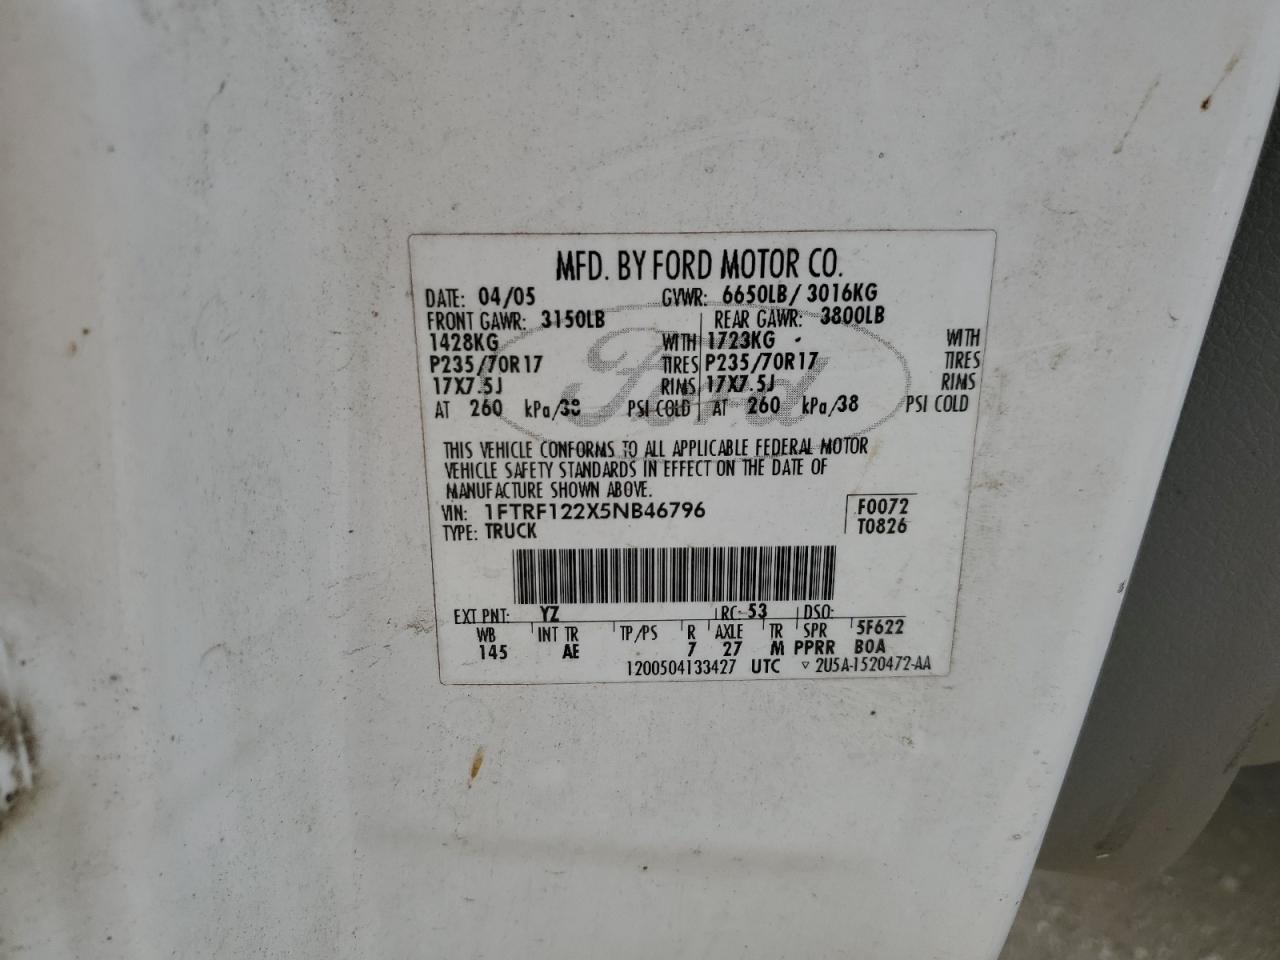 MFD. BY FORD MOTOR CO.
DATE: 04/05 GVWR: 6650LB/ 3016KG
FRONT GAWR: 3150LB REAR GAWR: 3800LB
1428KG WITH 1723KG WITH
P235/70R17 TIRES P235/70R17 TIRES
17X7.5J RIMS 17X7.5J RIMS
AT 260 kPa/38 PSI COLD AT 260 kPa/38 PSI COLD
Ford
THIS VEHICLE CONFORMS TO ALL APPLICABLE FEDERAL MOTOR
VEHICLE SAFETY STANDARDS IN EFFECT ON THE DATE OF
MANUFACTURE SHOWN ABOVE.
VIN: 1FTRF122X5NB46796 F0072
TYPE: TRUCK T0826
EXT PNT: YZ RC: 53 DSO:
WB INT TR TP/PS R AXLE TR SPR 5F622
145 AE 7 27 M PPRR B0A
1200504133427 UTC ▽ 2U5A-1520472-AA